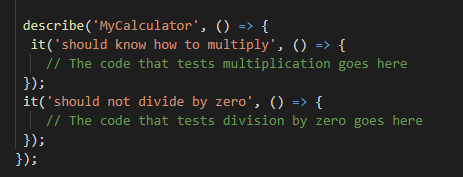 describe('MyCalculator', () => {
it('should know how to multiply', () => {
// The code that tests multiplication goes here
});
it('should not divide by zero', () => {
// The code that tests division by zero goes here
});
});